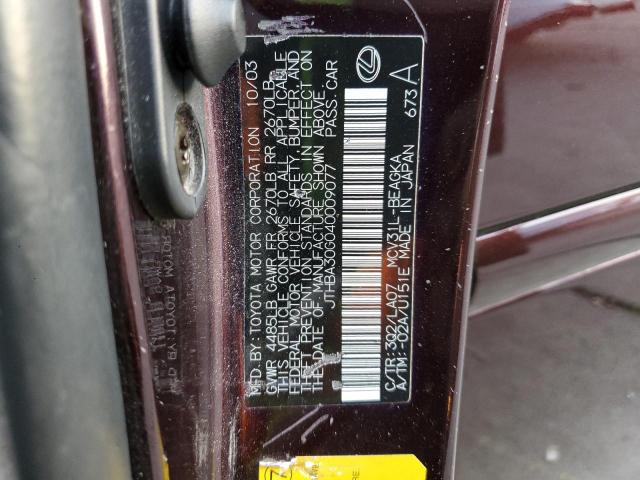 MFD. BY: TOYOTA MOTOR CORPORATION 10/03
GVWR 4485LB GAWR FR 2670LB RR 2670LB
THIS VEHICLE CONFORMS TO ALL APPLICABLE
FEDERAL MOTOR VEHICLE SAFETY, BUMPER AND
THEFT PREVENTION STANDARDS IN EFFECT ON
THE DATE OF MANUFACTURE SHOWN ABOVE.
JTHBA30G040009077 PASS. CAR
C/TR: 3Q2/LA07 MCV31L-BEAGKA
A/TM: -02A/U151E MADE IN JAPAN 673 A